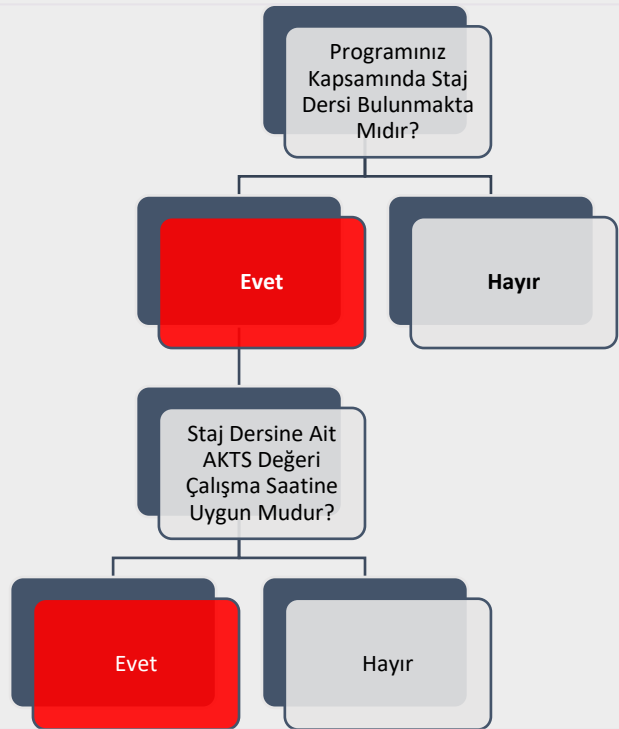 Programınız
Kapsamında Staj
Dersi Bulunmakta
Mıdır?
Evet
Hayır
Staj Dersine Ait
AKTS Değeri
Çalışma Saatine
Uygun Mudur?
Evet
Hayır